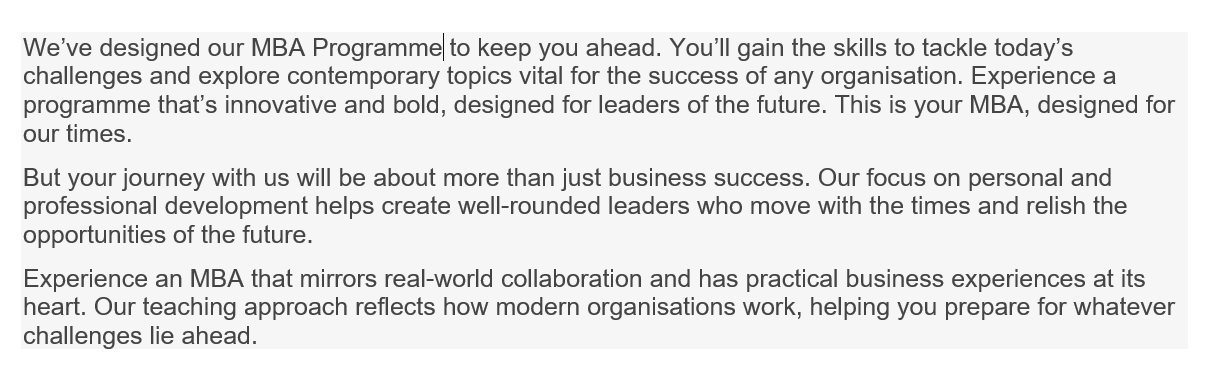 We’ve designed our MBA Programme to keep you ahead. You’ll gain the skills to tackle today’s
challenges and explore contemporary topics vital for the success of any organisation. Experience a
programme that’s innovative and bold, designed for leaders of the future. This is your MBA, designed for
our times.
But your journey with us will be about more than just business success. Our focus on personal and
professional development helps create well-rounded leaders who move with the times and relish the
opportunities of the future.
Experience an MBA that mirrors real-world collaboration and has practical business experiences at its
heart. Our teaching approach reflects how modern organisations work, helping you prepare for whatever
challenges lie ahead.